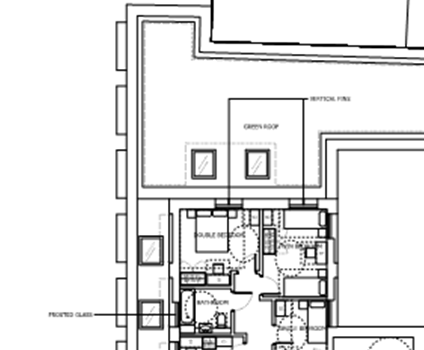 VERTICAL FINS
GREEN ROOF
DOUBLE BEDROOM
BATHROOM
FROSTED GLASS